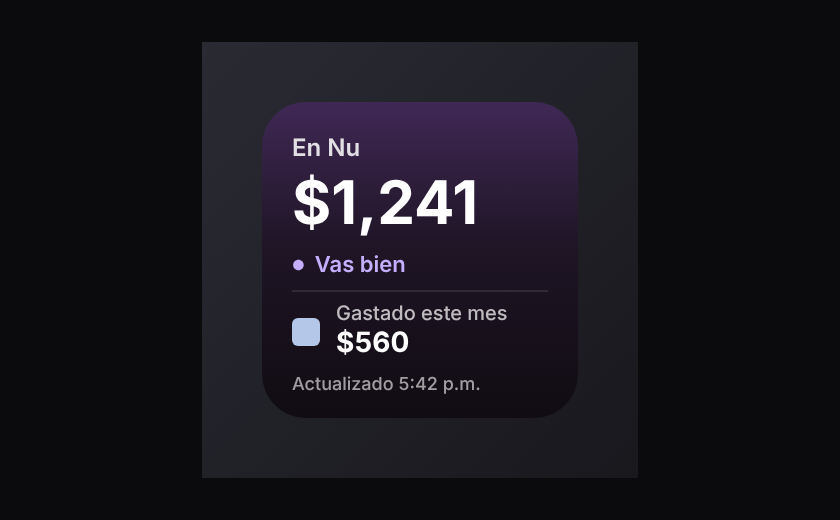 En Nu
$1,241
Vas bien
Gastado este mes
$560
Actualizado 5:42 p.m.